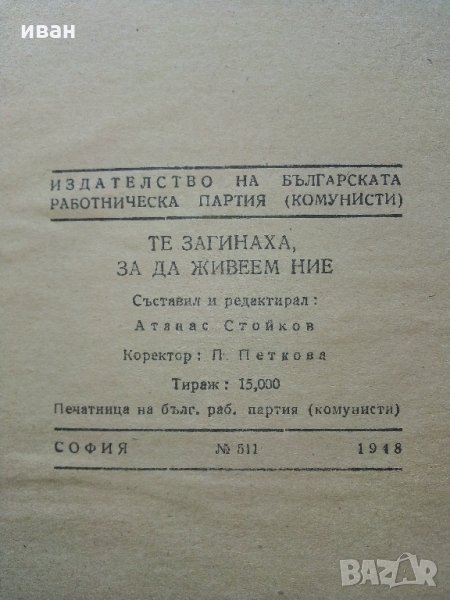 иван
ИЗДАТЕЛСТВО НА БЪЛГАРСКАТА
РАБОТНИЧЕСКА ПАРТИЯ (КОМУНИСТИ)
ТЕ ЗАГИНАХА,
ЗА ДА ЖИВЕЕМ НИЕ
Съставил и редактирал:
Атанас Стойков
Коректор: П. Петкова
Тираж: 15,000
Печатница на бълг. раб. партия (комунисти)
СОФИЯ № 511 1948
BAZAR